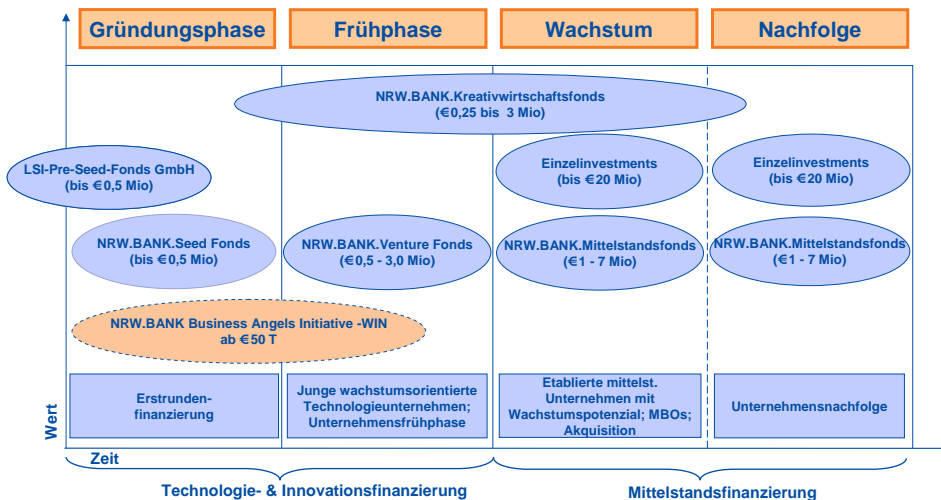 Gründungsphase
Frühphase
Wachstum
Nachfolge
NRW.BANK.Kreativwirtschaftsfonds
(€0,25 bis 3 Mio)
LSI-Pre-Seed-Fonds GmbH
(bis €0,5 Mio)
Einzelinvestments
(bis €20 Mio)
Einzelinvestments
(bis €20 Mio)
NRW.BANK.Seed Fonds
(bis €0,5 Mio)
NRW.BANK.Venture Fonds
(€0,5 - 3,0 Mio)
NRW.BANK.Mittelstandsfonds
(€1 - 7 Mio)
NRW.BANK.Mittelstandsfonds
(€1 - 7 Mio)
NRW.BANK Business Angels Initiative -WIN
ab €50 T
Erstrunden-
finanzierung
Junge wachstumsorientierte
Technologieunternehmen;
Unternehmensfrühphase
Etablierte mittelst.
Unternehmen mit
Wachstumspotenzial; MBOs;
Akquisition
Unternehmensnachfolge
Wert
Zeit
Technologie- & Innovationsfinanzierung
Mittelstandsfinanzierung